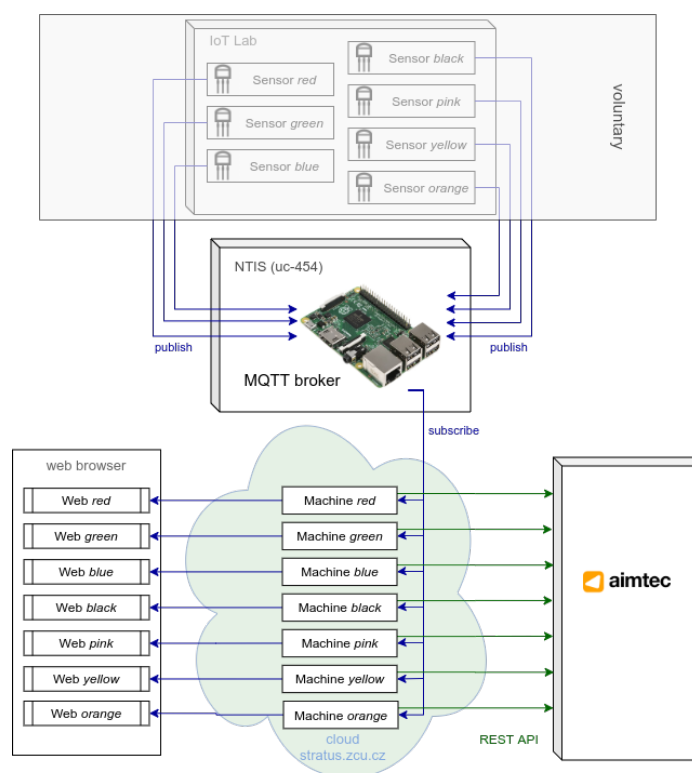 IoT Lab
Sensor black
Sensor red
Sensor pink
Sensor green
Sensor yellow
Sensor blue
Sensor orange
voluntary
NTIS (uc-454)
publish
publish
MQTT broker
subscribe
web browser
Web red
Machine red
Web green
Machine green
Web blue
Machine blue
aimtec
Web black
Machine black
Web pink
Machine pink
Web yellow
Machine yellow
Web orange
Machine orange
cloud
stratus.zcu.cz
REST API